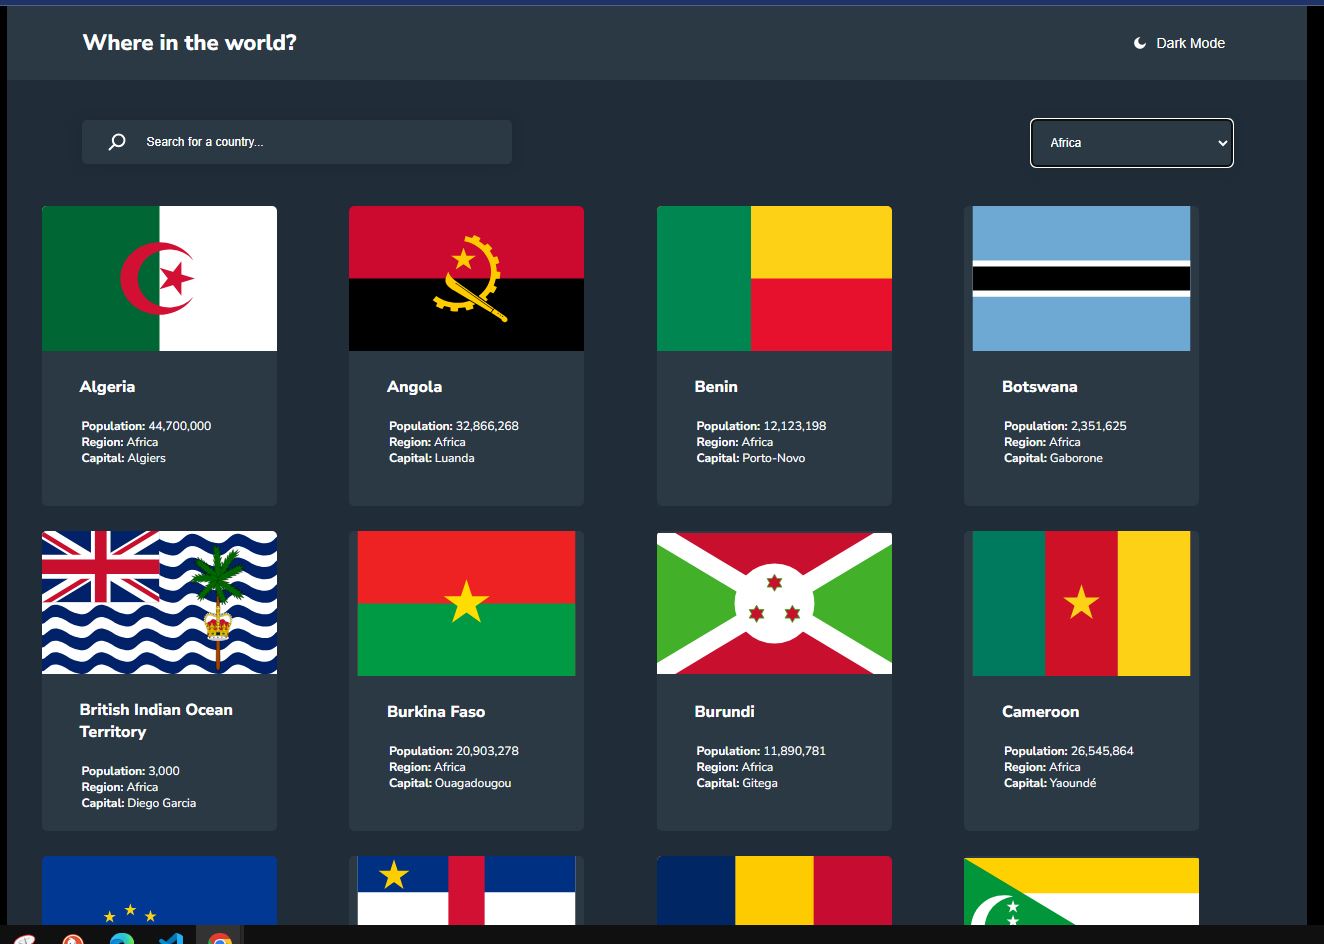 Where in the world?
Dark Mode
Search for a country...
Africa
Algeria
Population: 44,700,000
Region: Africa
Capital: Algiers
Angola
Population: 32,866,268
Region: Africa
Capital: Luanda
Benin
Population: 12,123,198
Region: Africa
Capital: Porto-Novo
Botswana
Population: 2,351,625
Region: Africa
Capital: Gaborone
British Indian Ocean
Territory
Population: 3,000
Region: Africa
Capital: Diego Garcia
Burkina Faso
Population: 20,903,278
Region: Africa
Capital: Ouagadougou
Burundi
Population: 11,890,781
Region: Africa
Capital: Gitega
Cameroon
Population: 26,545,864
Region: Africa
Capital: Yaoundé